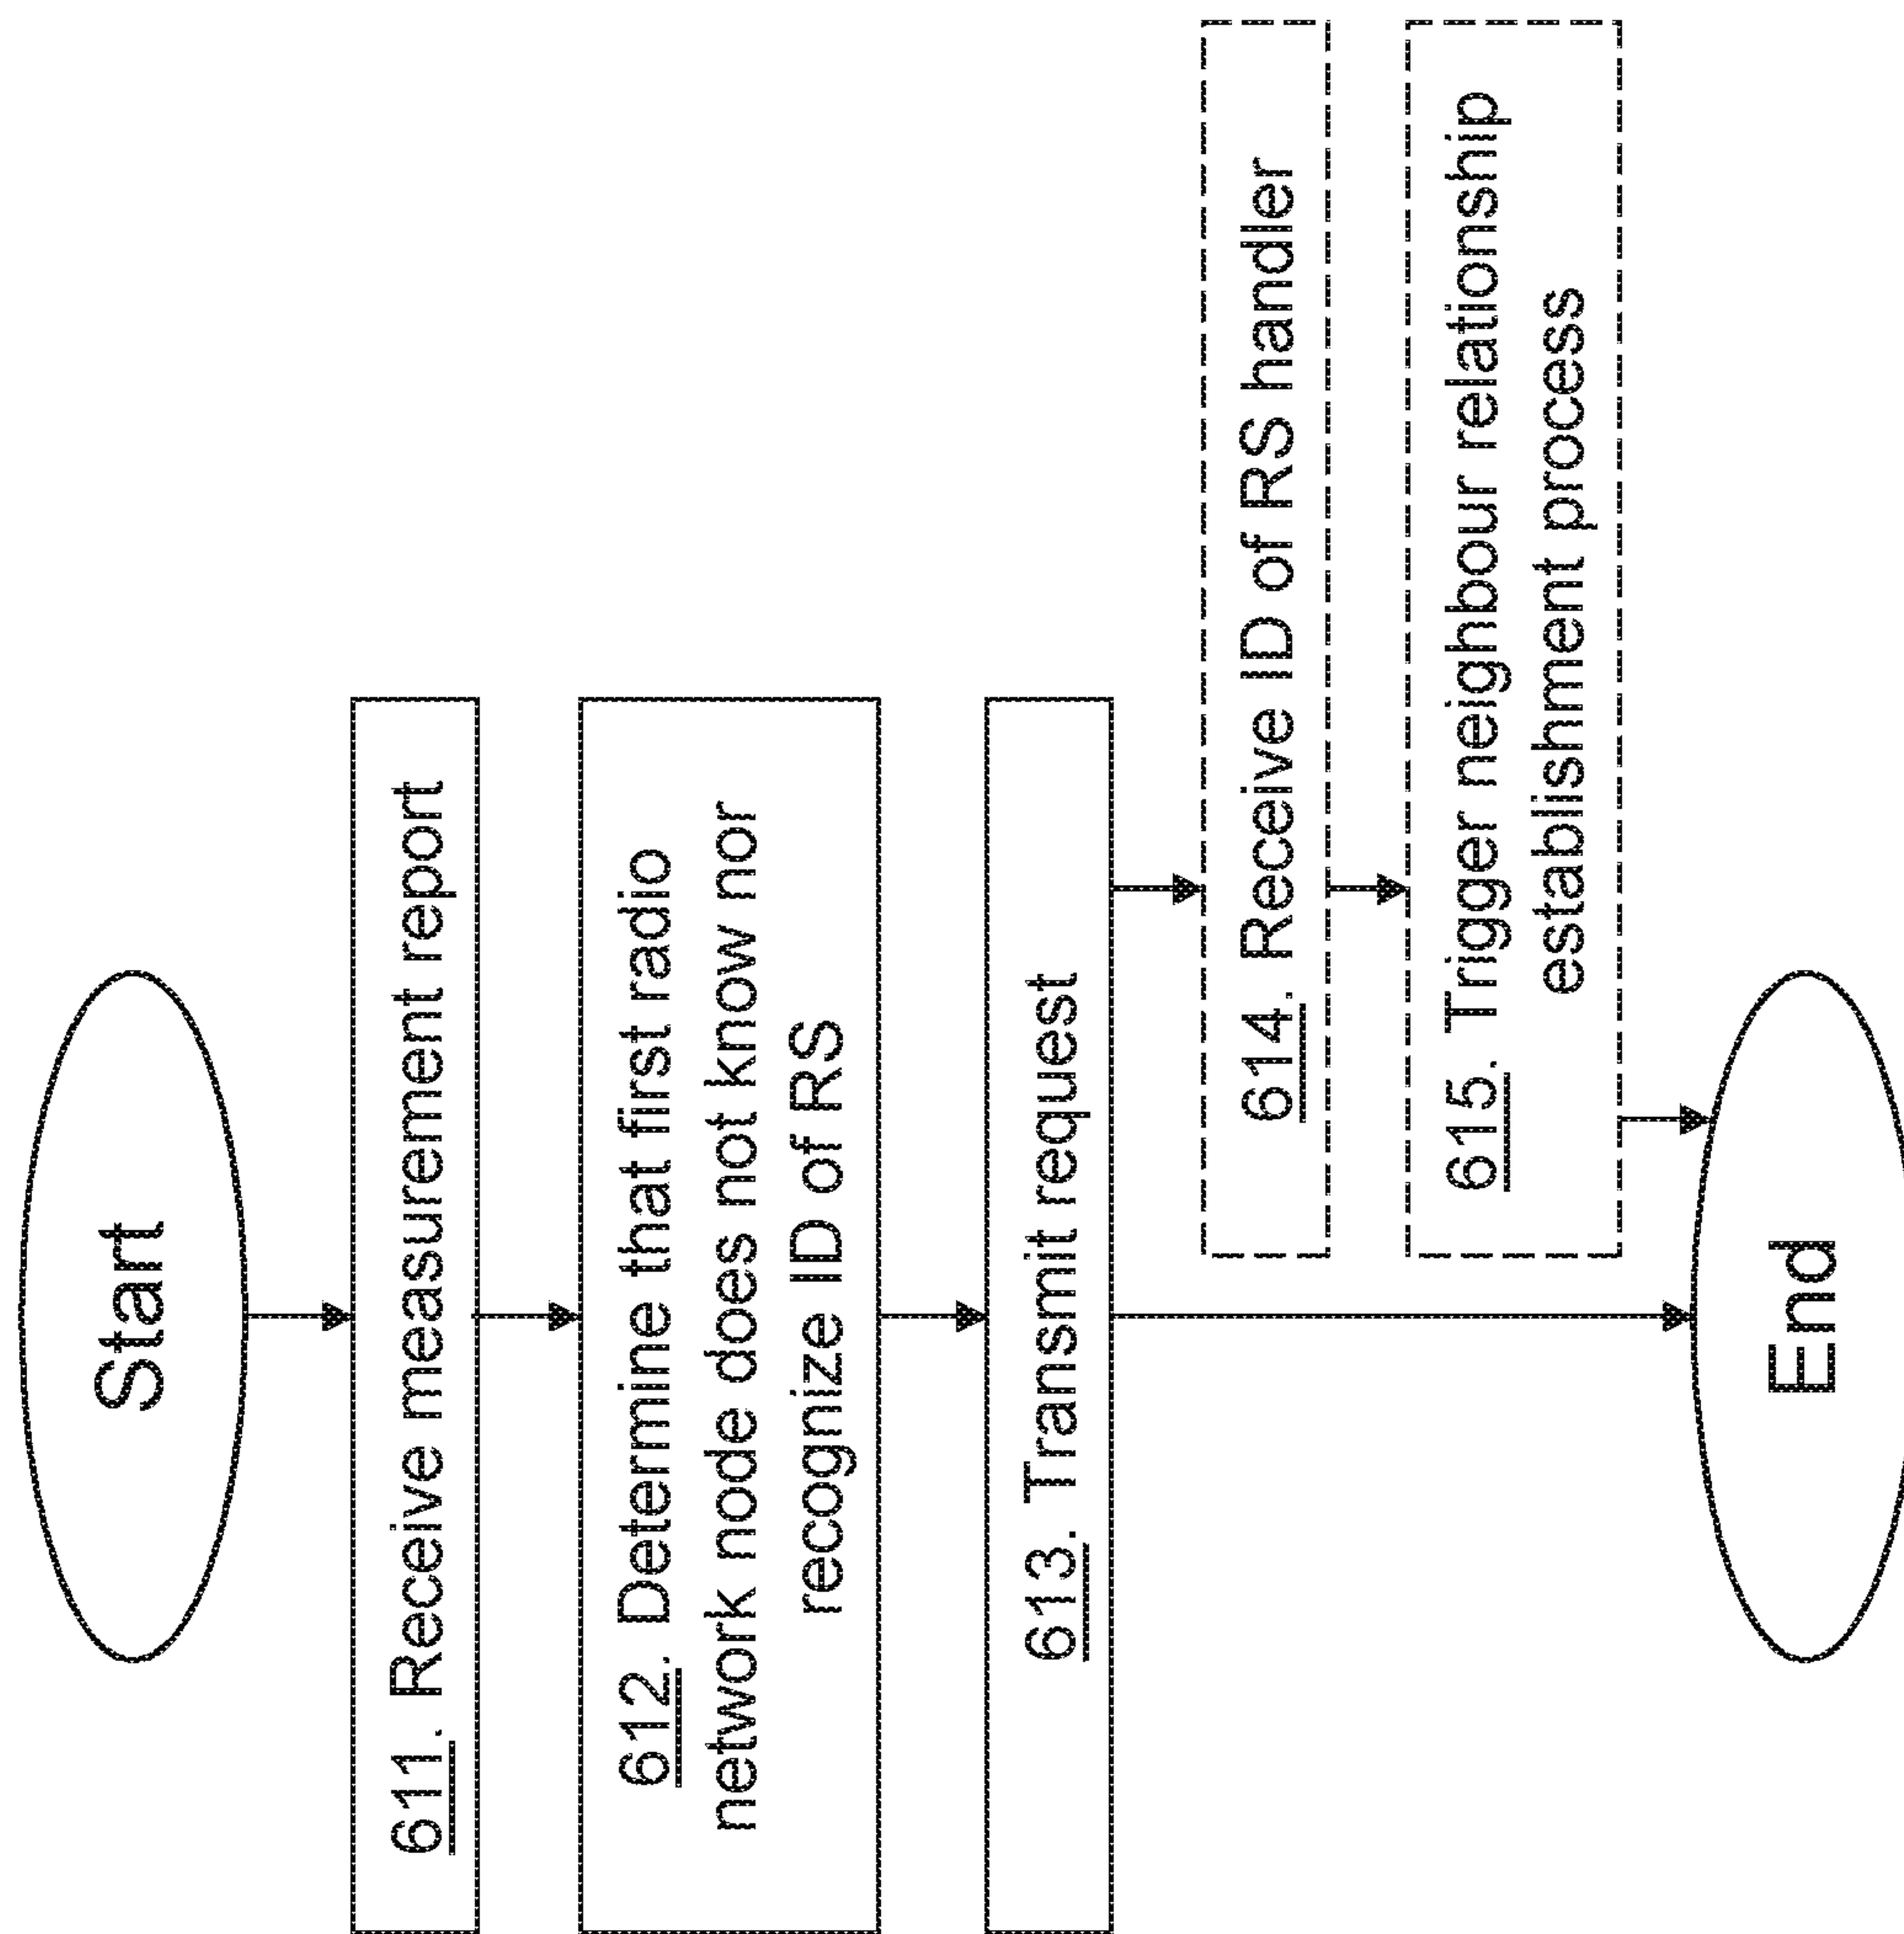 Start
611. Receive measurement report
612. Determine that first radio
network node does not know nor
recognize ID of RS
613. Transmit request
614. Receive ID of RS handler
615. Trigger neighbour relationship
establishment process
End